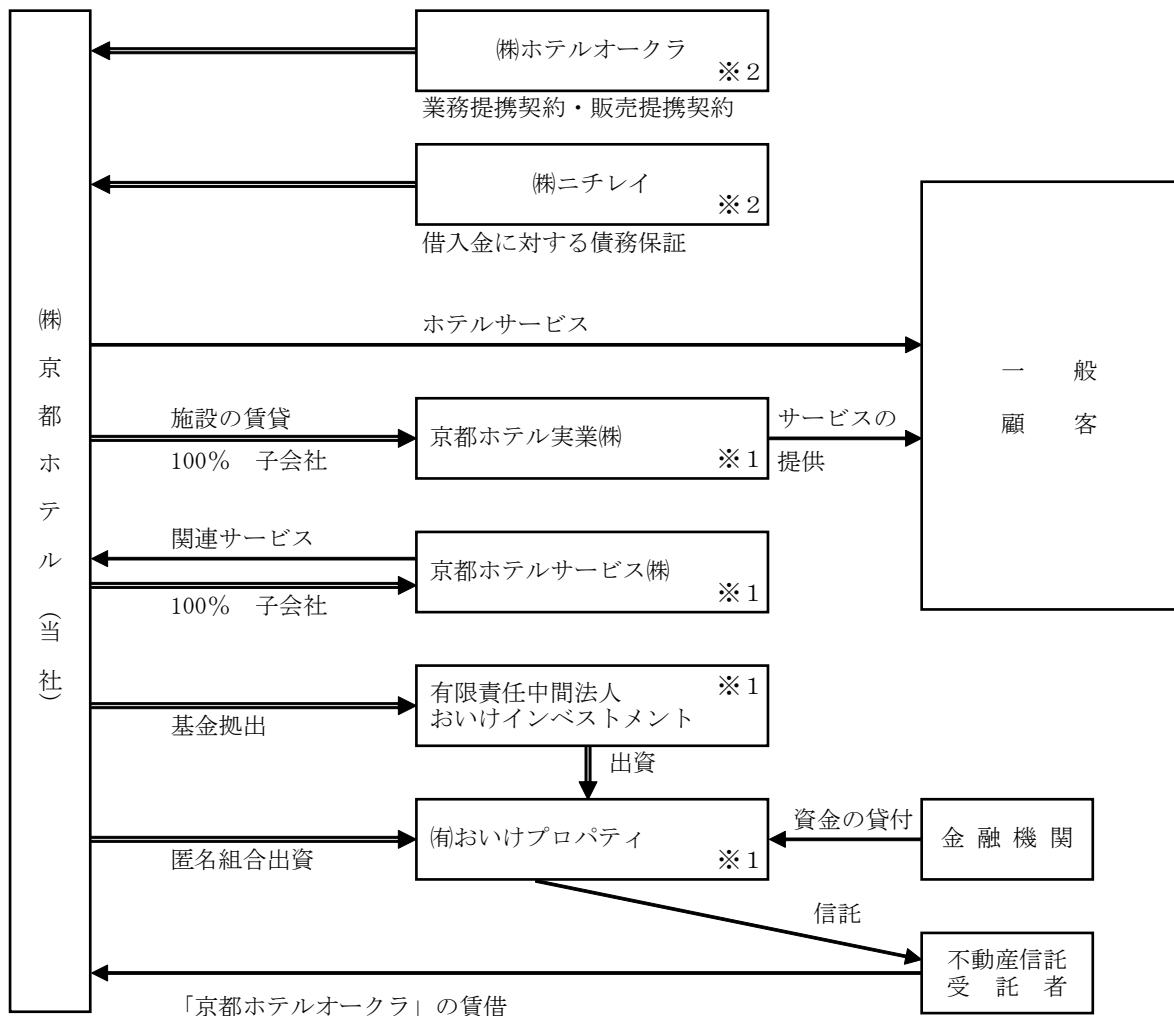 ㈱ホテルオークラ
※２
業務提携契約・販売提携契約
㈱ニチレイ
※２
借入金に対する債務保証
㈱京都ホテル（当社）
ホテルサービス
一　般
顧　客
施設の賃貸
100％　子会社
京都ホテル実業㈱
※１
サービスの
提供
関連サービス
100％　子会社
京都ホテルサービス㈱
※１
基金拠出
有限責任中間法人
おいけインベストメント
※１
出資
匿名組合出資
㈲おいけプロパティ
※１
資金の貸付
金 融 機 関
信託
不動産信託
受　託　者
「京都ホテルオークラ」の賃借